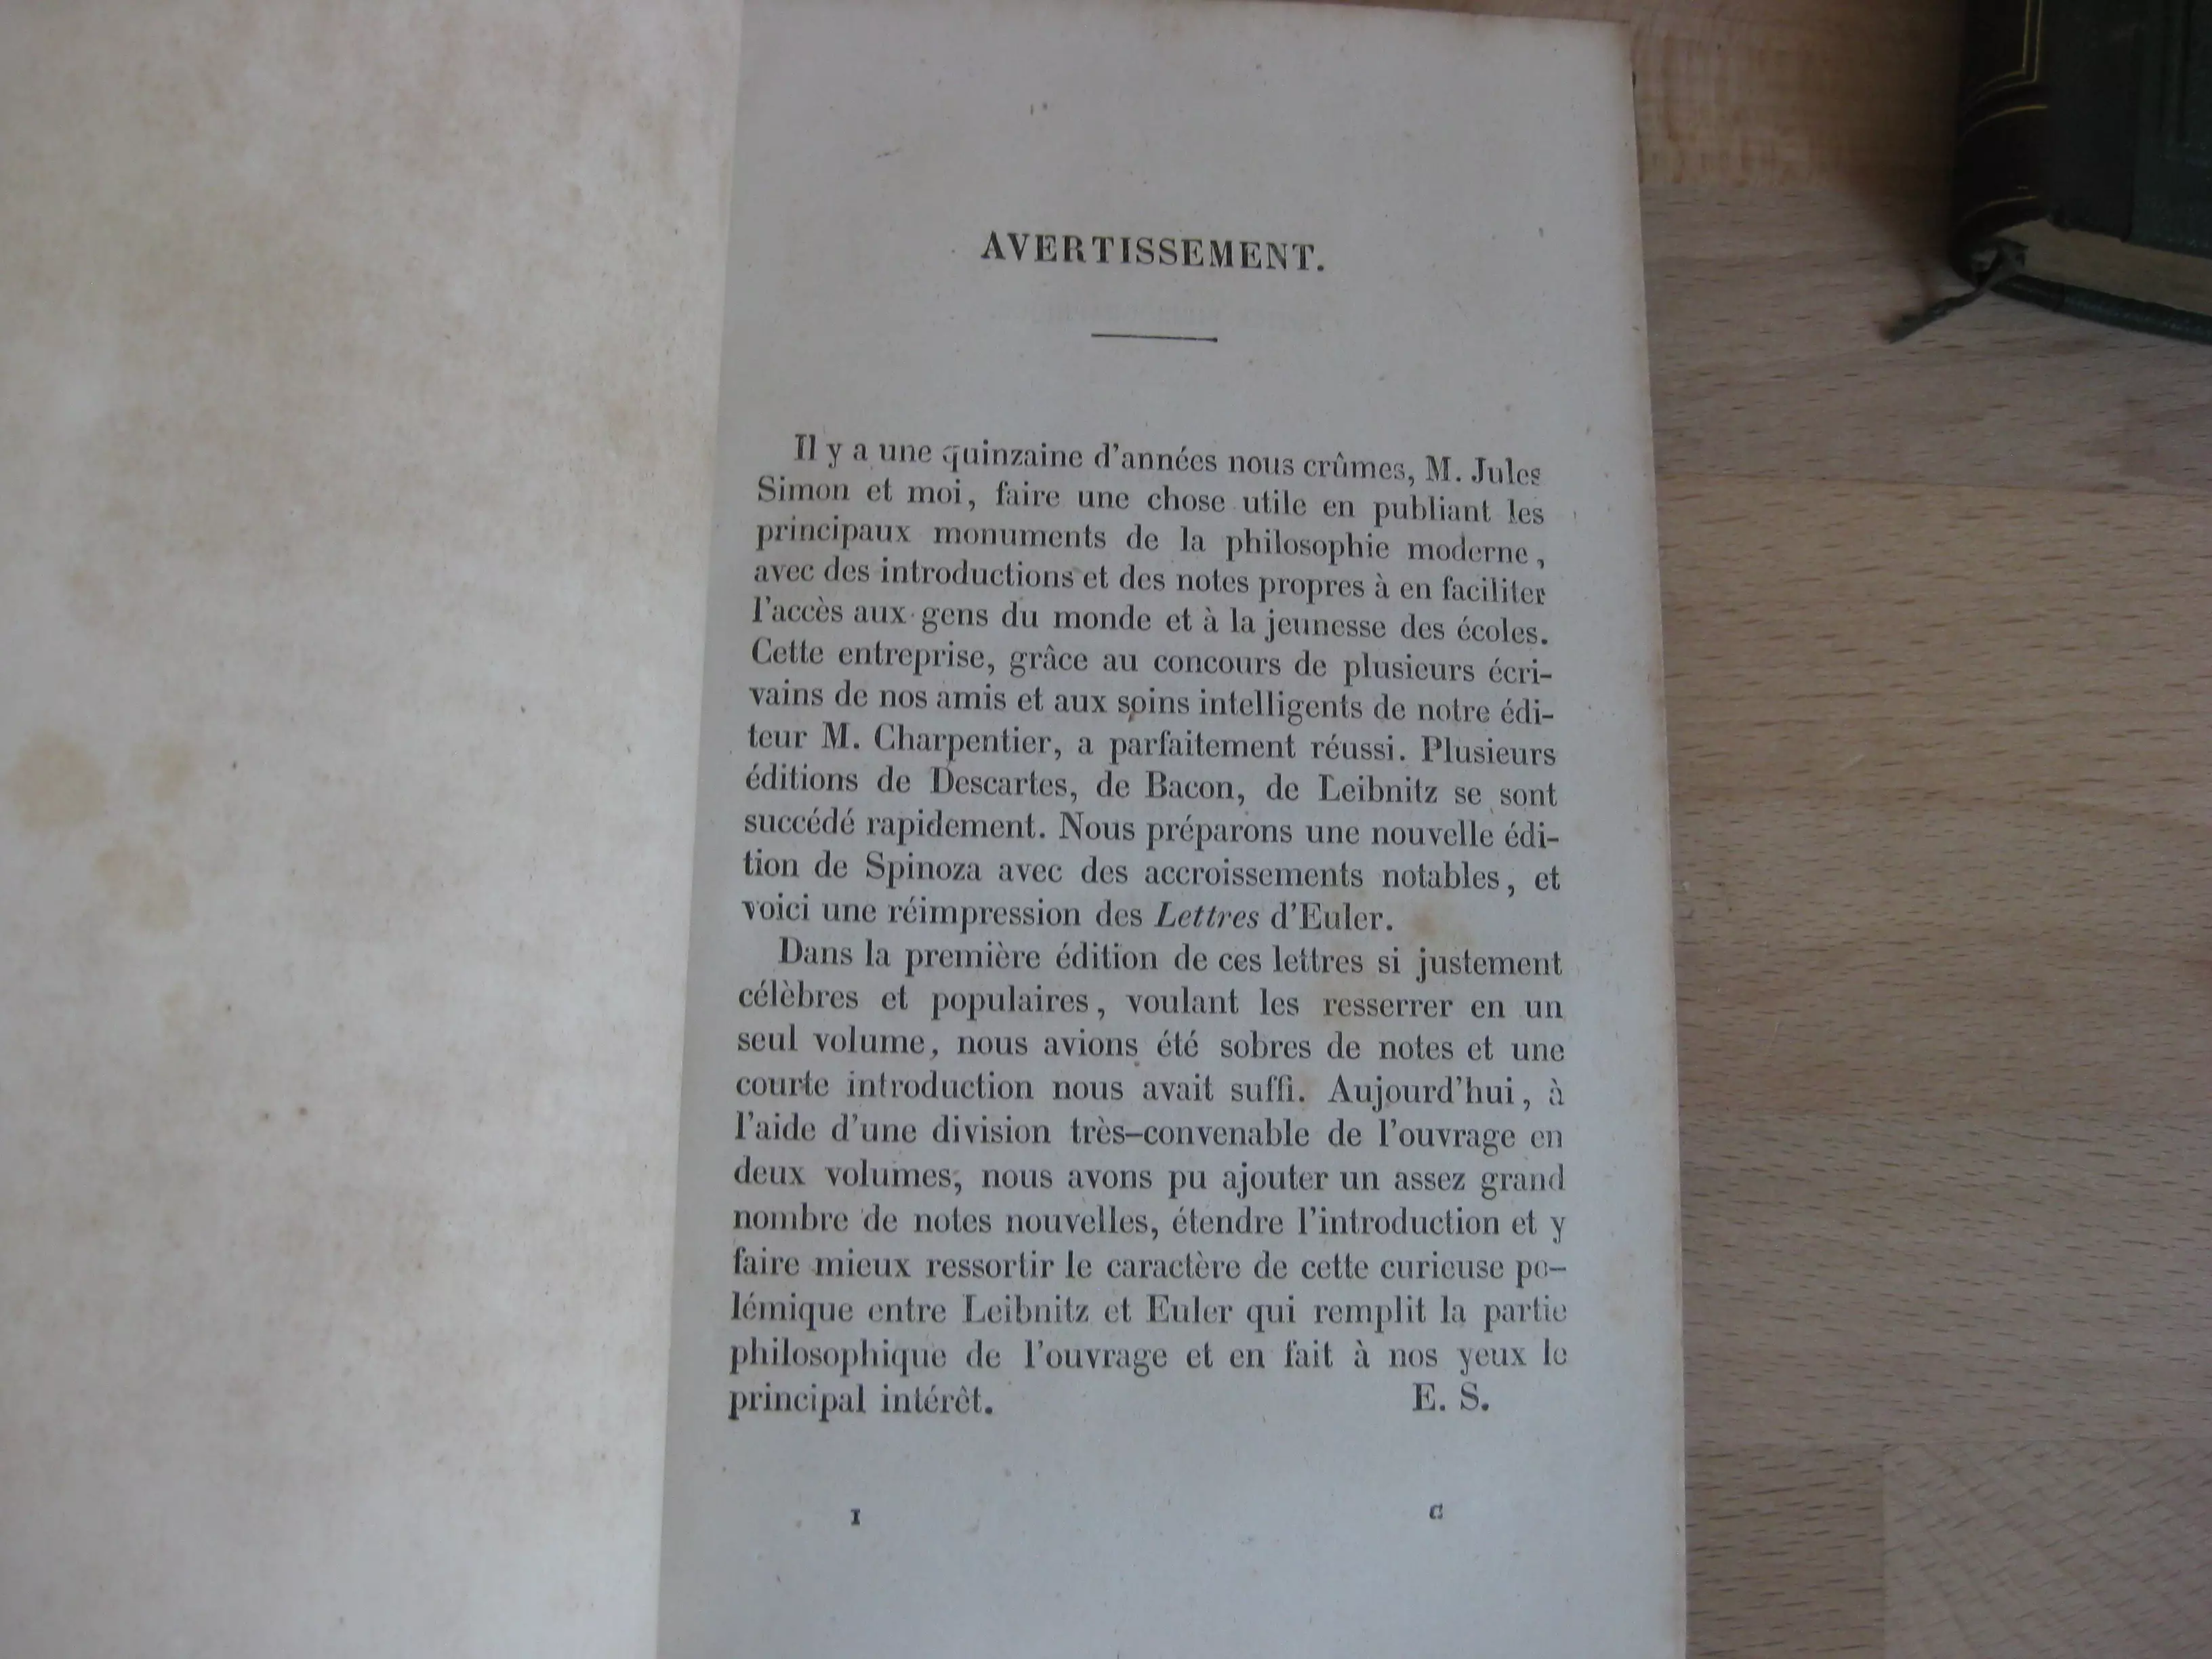 AVERTISSEMENT.
Il y a une quinzaine d'années nous crûmes, M. Jules
Simon et moi, faire une chose utile en publiant les
principaux monuments de la philosophie moderne,
avec des introductions et des notes propres à en faciliter
l'accès aux gens du monde et à la jeunesse des écoles.
Cette entreprise, grâce au concours de plusieurs écri-
vains de nos amis et aux soins intelligents de notre édi-
teur M. Charpentier, a parfaitement réussi. Plusieurs
éditions de Descartes, de Bacon, de Leibnitz se sont
succédé rapidement. Nous préparons une nouvelle édi-
tion de Spinoza avec des accroissements notables, et
voici une réimpression des Lettres d'Euler.
Dans la première édition de ces lettres si justement
célèbres et populaires, voulant les resserrer en un
seul volume, nous avions été sobres de notes et une
courte introduction nous avait suffi. Aujourd'hui, à
l'aide d'une division très-convenable de l'ouvrage en
deux volumes, nous avons pu ajouter un assez grand
nombre de notes nouvelles, étendre l'introduction et y
faire mieux ressortir le caractère de cette curieuse po-
lémique entre Leibnitz et Euler qui remplit la partie
philosophique de l'ouvrage et en fait à nos yeux le
principal intérêt. E. S.
I